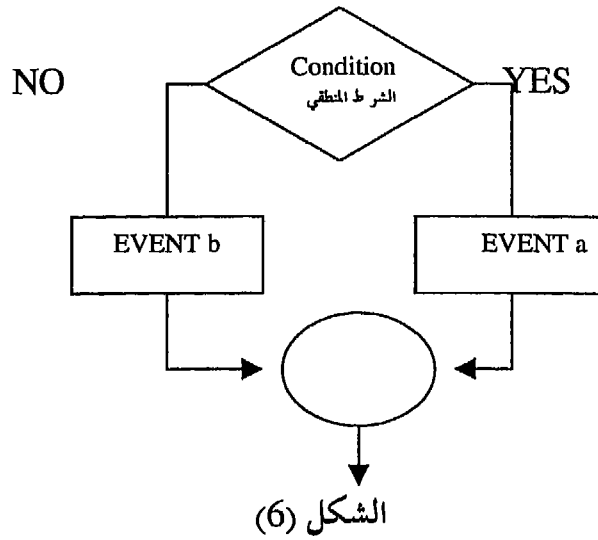 NO
Condition
الشرط المنطقي
YES
EVENT b
EVENT a
الشكل (6)